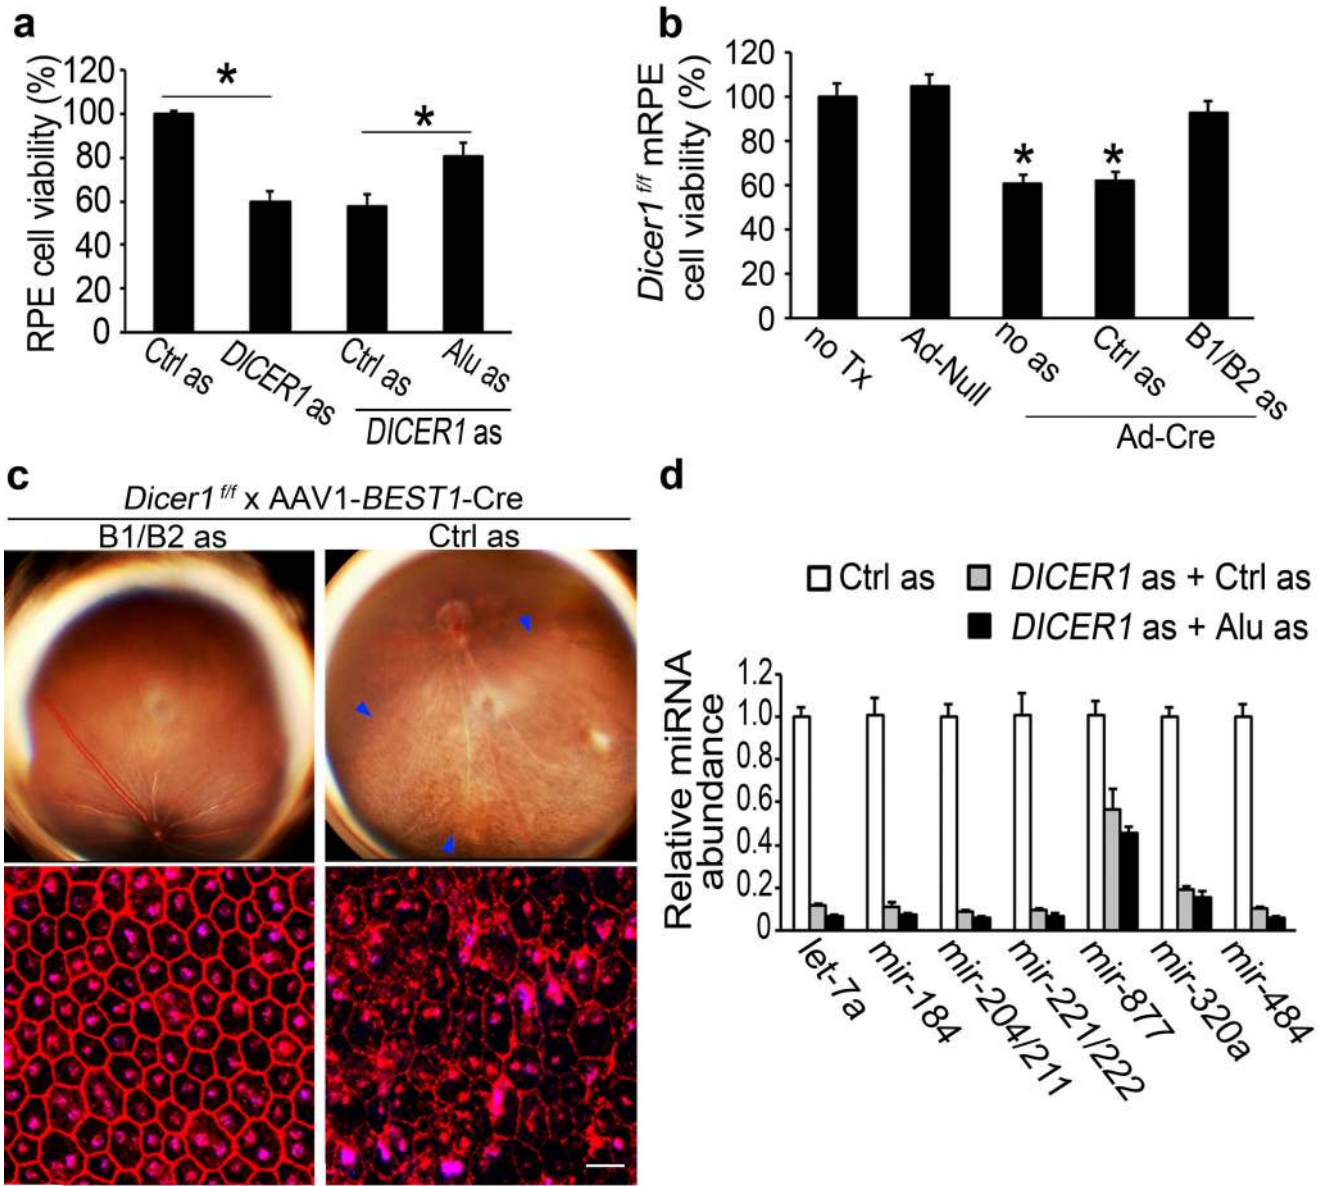 a
RPE cell viability (%)
120
100
80
60
40
20
0
*
*
Ctrl as
DICER1 as
Ctrl as
Alu as
DICER1 as
b
Dicer1 f/f mRPE
cell viability (%)
120
100
80
60
40
20
0
*
*
no Tx
Ad-Null
no as
Ctrl as
B1/B2 as
Ad-Cre
c
Dicer1 f/f x AAV1-BEST1-Cre
B1/B2 as
Ctrl as
d
Ctrl as
DICER1 as + Ctrl as
DICER1 as + Alu as
Relative miRNA
abundance
1.2
1.0
0.8
0.6
0.4
0.2
0
let-7a
mir-184
mir-204/211
mir-221/222
mir-877
mir-320a
mir-484